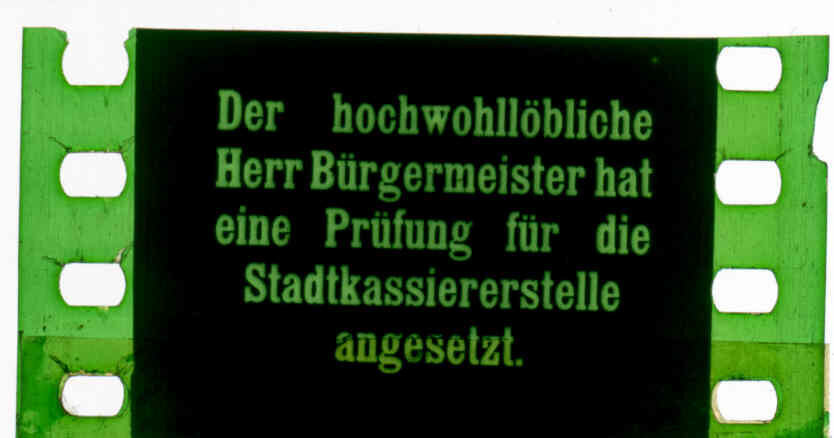 Der hochwohllöbliche
Herr Bürgermeister hat
eine Prüfung für die
Stadtkassiererstelle
angesetzt.